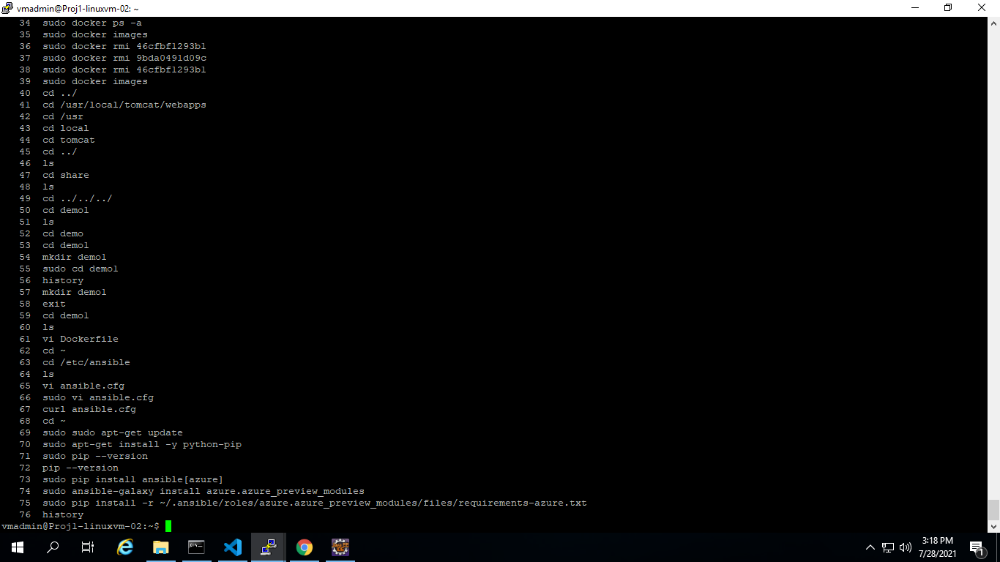 vmadmin@Proj1-linuxvm-02: ~
34 sudo docker ps -a
35 sudo docker images
36 sudo docker rmi 46cfbf1293b1
37 sudo docker rmi 9bda0491d09c
38 sudo docker rmi 46cfbf1293b1
39 sudo docker images
40 cd ../
41 cd /usr/local/tomcat/webapps
42 cd /usr
43 cd local
44 cd tomcat
45 cd ../
46 ls
47 cd share
48 ls
49 cd ../../../
50 cd demo1
51 ls
52 cd demo
53 cd demo1
54 mkdir demo1
55 sudo cd demo1
56 history
57 mkdir demo1
58 exit
59 cd demo1
60 ls
61 vi Dockerfile
62 cd ~
63 cd /etc/ansible
64 ls
65 vi ansible.cfg
66 sudo vi ansible.cfg
67 curl ansible.cfg
68 cd ~
69 sudo sudo apt-get update
70 sudo apt-get install -y python-pip
71 sudo pip --version
72 pip --version
73 sudo pip install ansible[azure]
74 sudo ansible-galaxy install azure.azure_preview_modules
75 sudo pip install -r ~/.ansible/roles/azure.azure_preview_modules/files/requirements-azure.txt
76 history
vmadmin@Proj1-linuxvm-02:~$
3:18 PM
7/28/2021
1